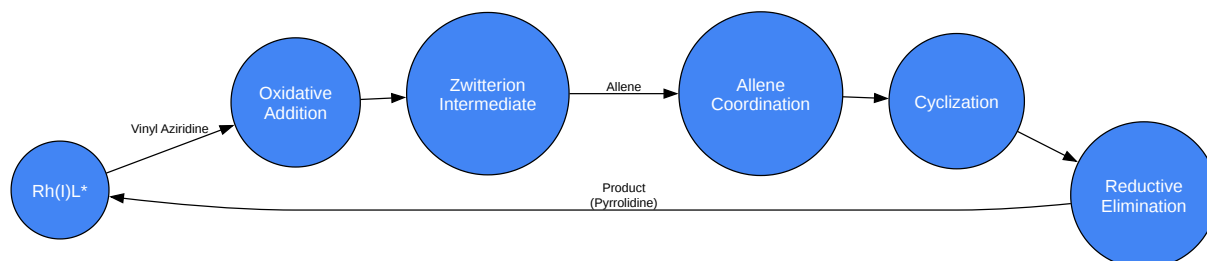 Rh(I)L*
Vinyl Aziridine
Oxidative
Addition
Zwitterion
Intermediate
Allene
Allene
Coordination
Cyclization
Reductive
Elimination
Product
(Pyrrolidine)